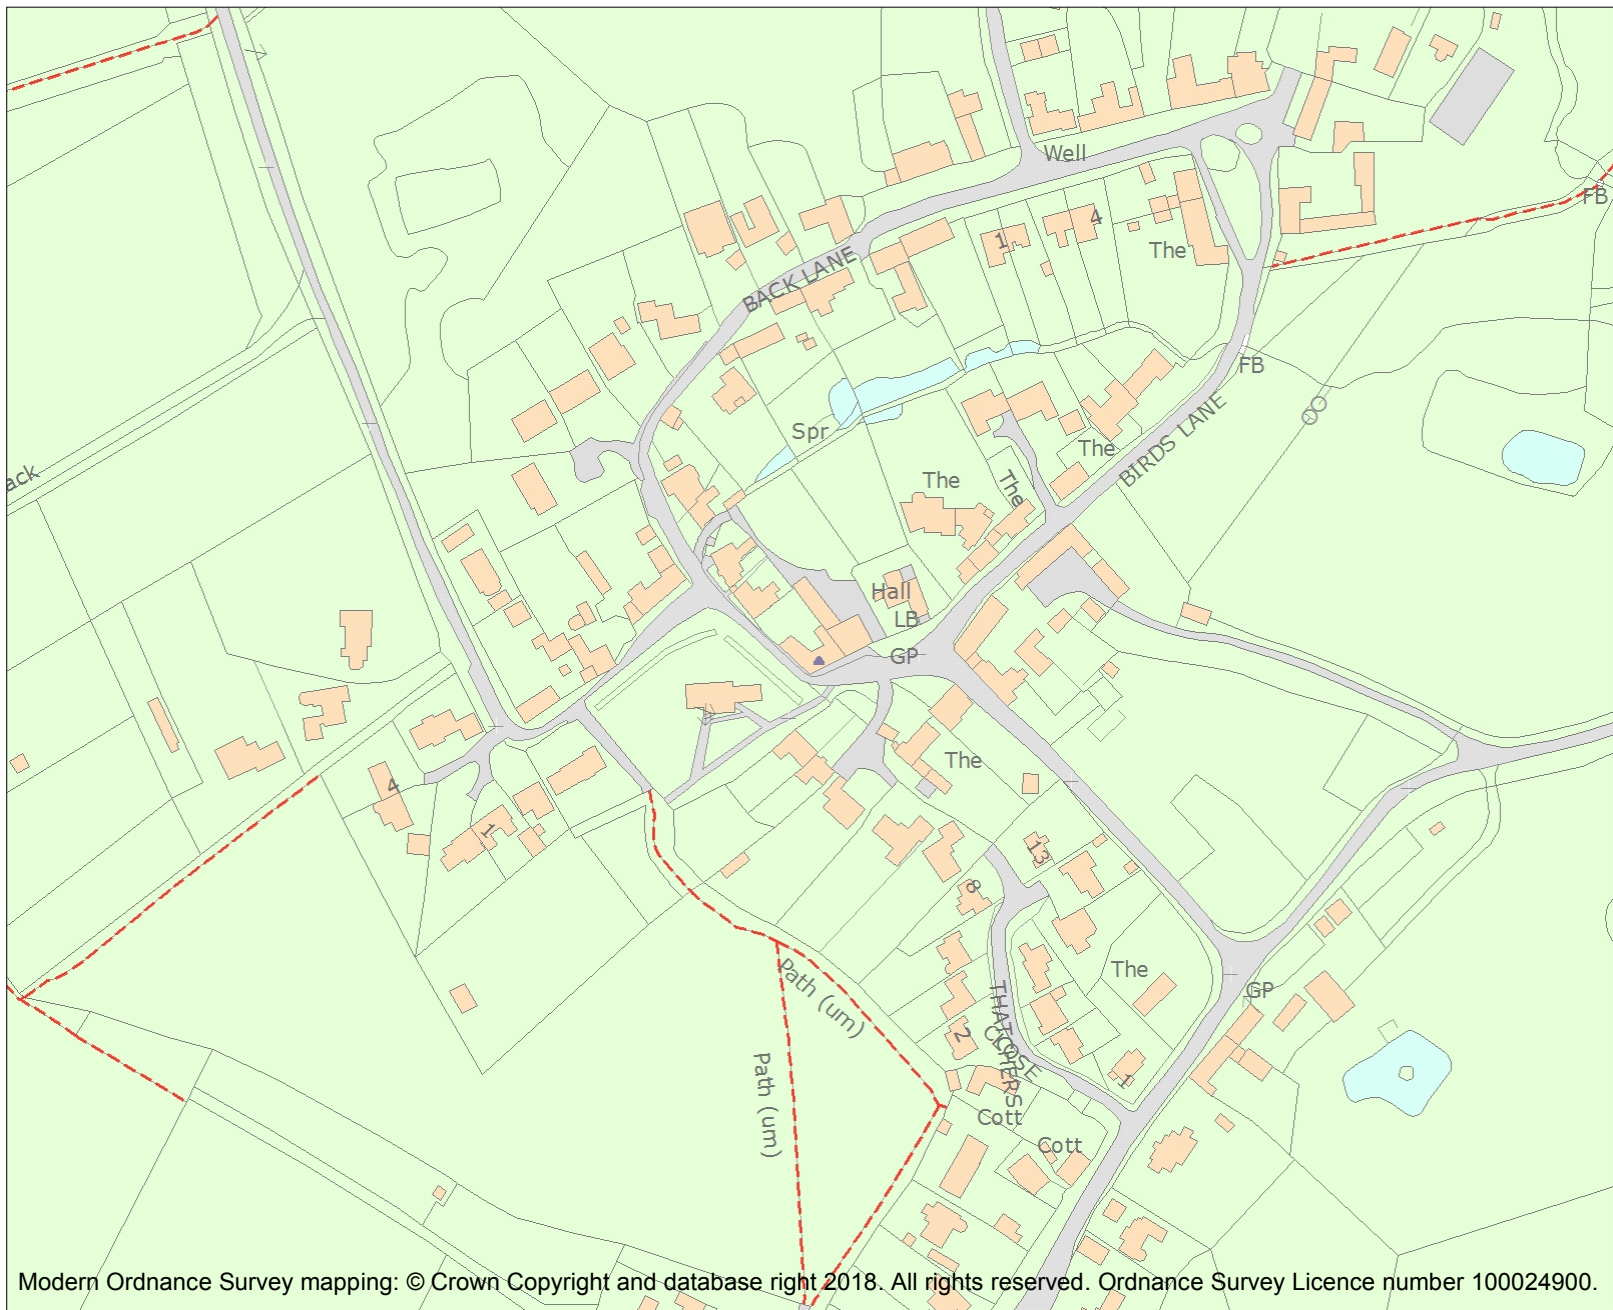 Well
FB
4
1
The
BACK LANE
FB
BIRDS LANE
Spr
The
ack
The
The
Hall
LB
GP
The
4
1
13
8
The
Path (um)
GP
THATCHERS
CLOSE
2
Path (um)
1
Cott
Cott
Modern Ordnance Survey mapping: © Crown Copyright and database right 2018. All rights reserved. Ordnance Survey Licence number 100024900.